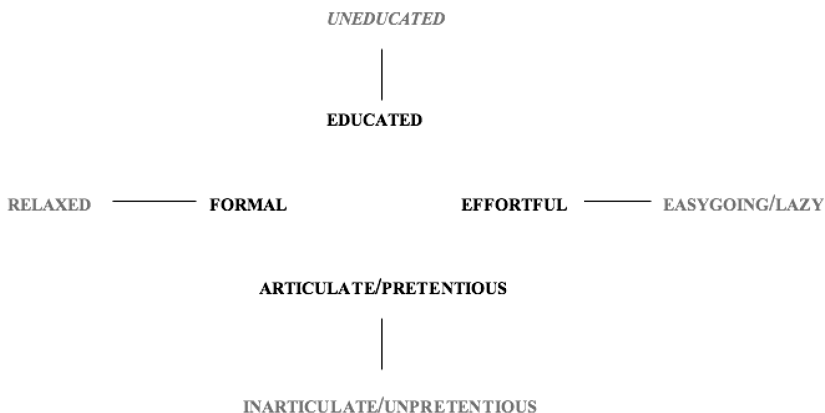 UNEDUCATED
EDUCATED
RELAXED FORMAL EFFORTFUL EASYGOING/LAZY
ARTICULATE/PRETENTIOUS
INARTICULATE/UNPRETENTIOUS